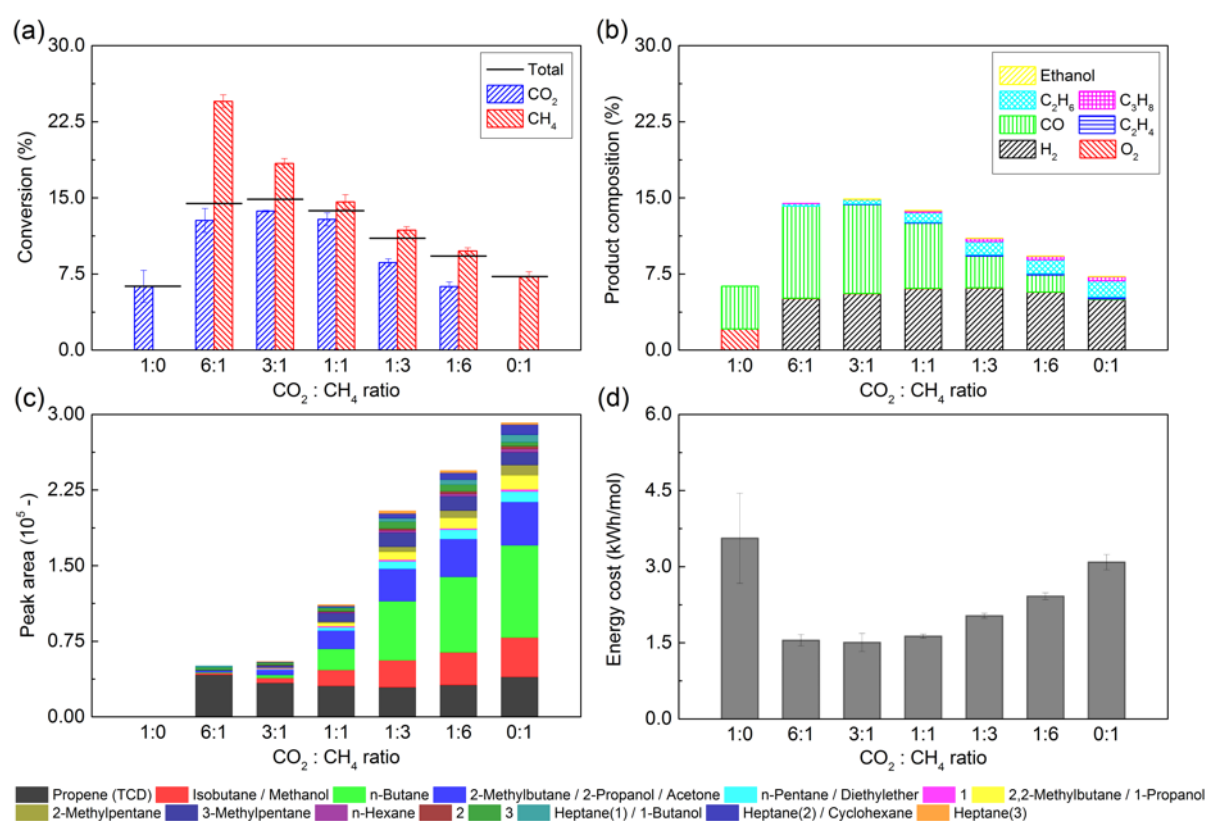 (a)
30.0
22.5
15.0
7.5
0.0
Conversion (%)
Total
CO₂
CH₄
1:0 6:1 3:1 1:1 1:3 1:6 0:1
CO₂ : CH₄ ratio
(b)
30.0
22.5
15.0
7.5
0.0
Product composition (%)
Ethanol
C₂H₆ C₃H₈
CO C₂H₄
H₂ O₂
1:0 6:1 3:1 1:1 1:3 1:6 0:1
CO₂ : CH₄ ratio
(c)
3.00
2.25
1.50
0.75
0.00
Peak area (10⁵ -)
1:0 6:1 3:1 1:1 1:3 1:6 0:1
CO₂ : CH₄ ratio
(d)
6.0
4.5
3.0
1.5
0.0
Energy cost (kWh/mol)
1:0 6:1 3:1 1:1 1:3 1:6 0:1
CO₂ : CH₄ ratio
Propene (TCD) Isobutane / Methanol n-Butane 2-Methylbutane / 2-Propanol / Acetone n-Pentane / Diethylether 1 2,2-Methylbutane / 1-Propanol
2-Methylpentane 3-Methylpentane n-Hexane 2 3 Heptane(1) / 1-Butanol Heptane(2) / Cyclohexane Heptane(3)